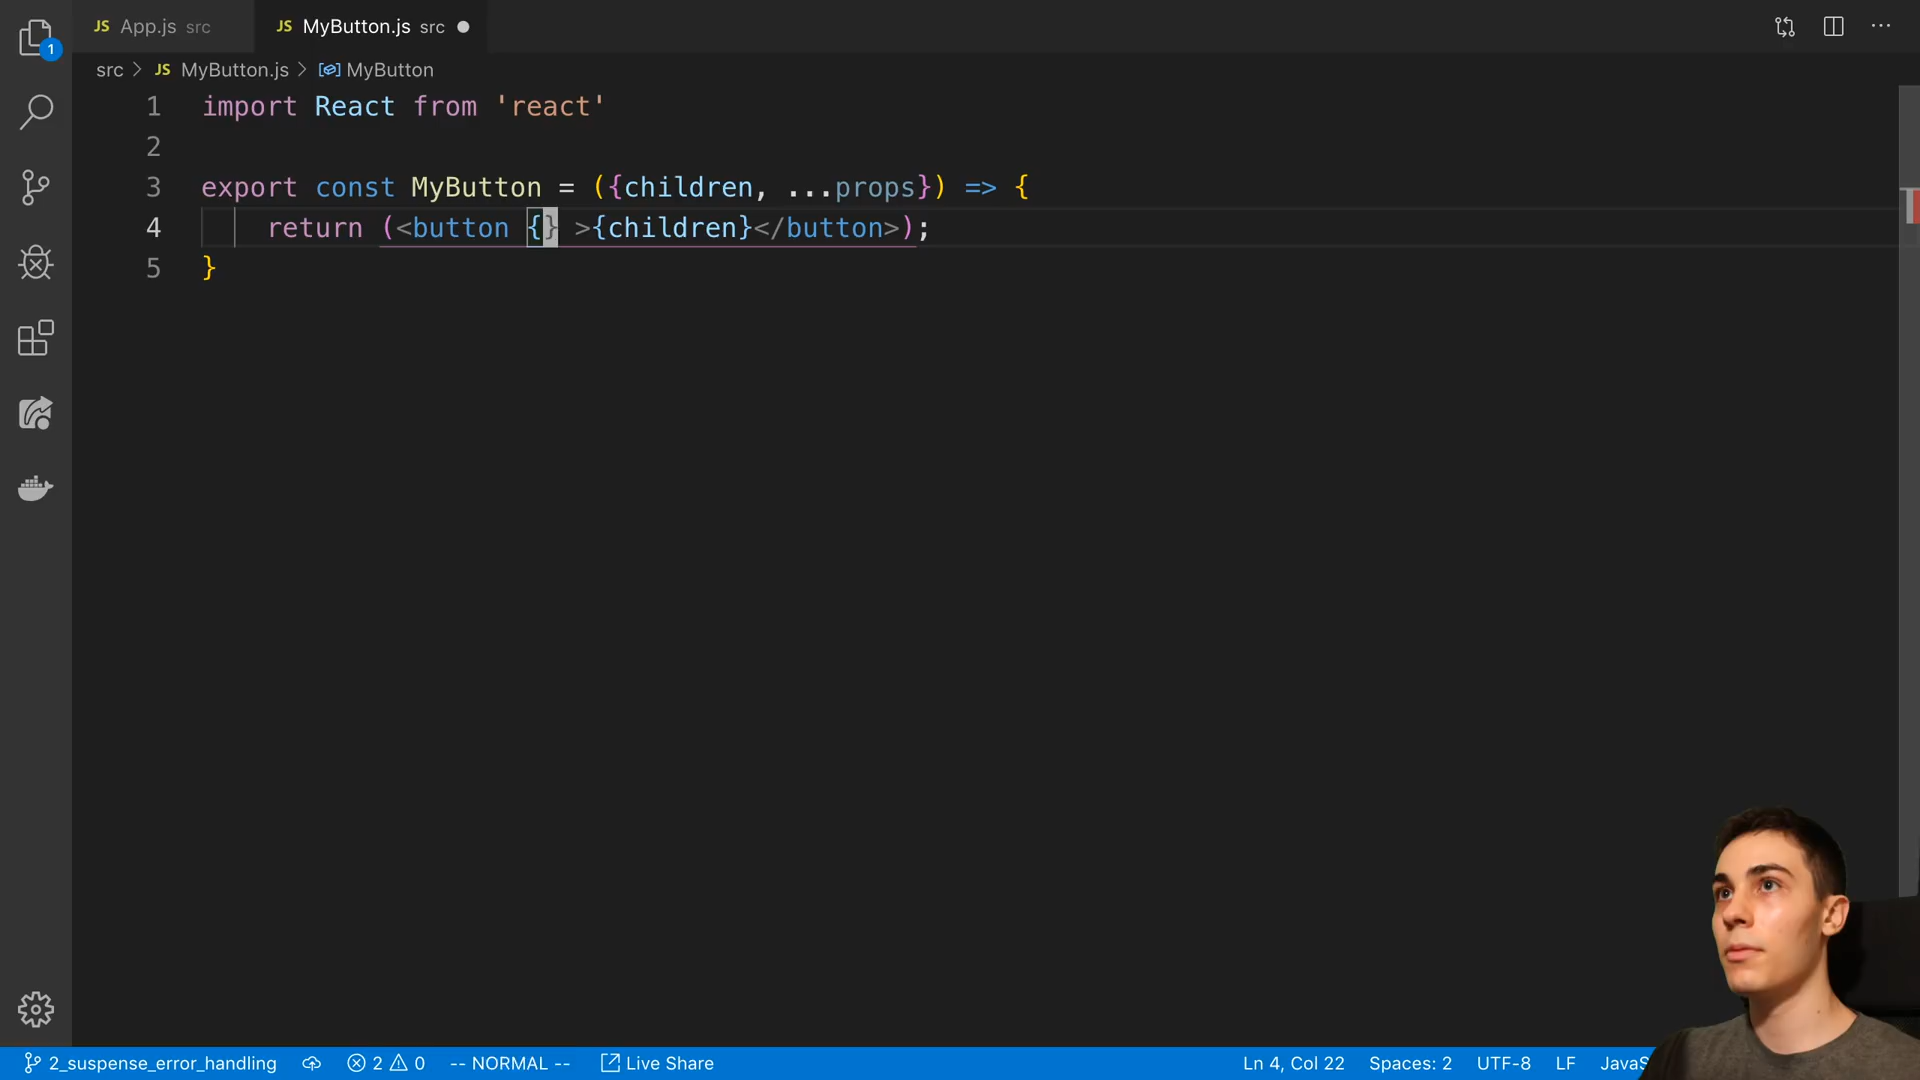 JS App.js src JS MyButton.js src
1
src JS MyButton.js MyButton
1 import React from 'react'
2
3 export const MyButton = ({children, ...props}) => {
4 return (<button {} >{children}</button>);
5 }
2_suspense_error_handling 2 0 -- NORMAL -- Live Share Ln 4, Col 22 Spaces: 2 UTF-8 LF JavaS